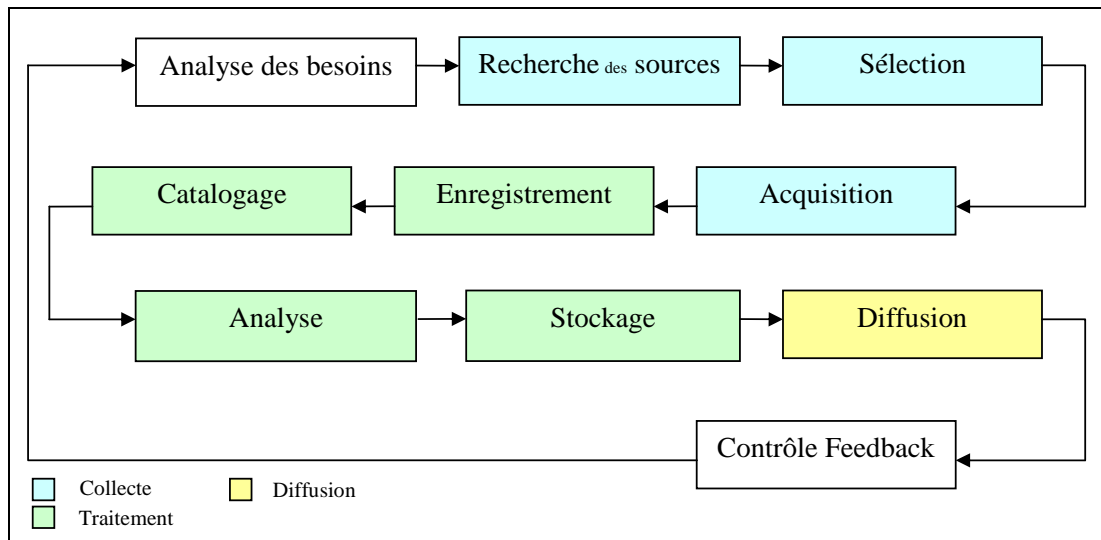 Analyse des besoins
Recherche des sources
Sélection
Catalogage
Enregistrement
Acquisition
Analyse
Stockage
Diffusion
Contrôle Feedback
Collecte
Diffusion
Traitement